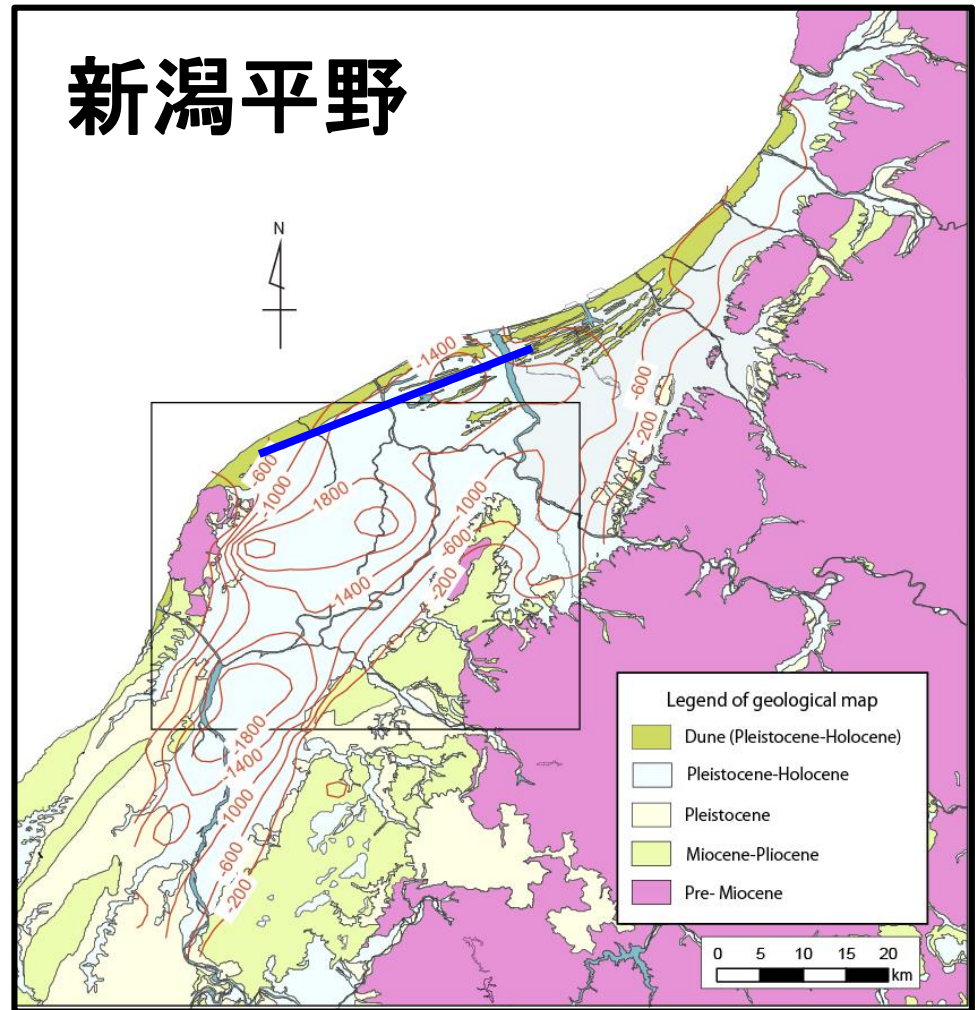 新潟平野
N
-1400
-600
-200
-600
-1000
1800
-1000
-600
-200
-1400
-1800
-1400
1000
-600
-200
Legend of geological map
Dune (Pleistocene-Holocene)
Pleistocene-Holocene
Pleistocene
Miocene-Pliocene
Pre- Miocene
0 5 10 15 20
km